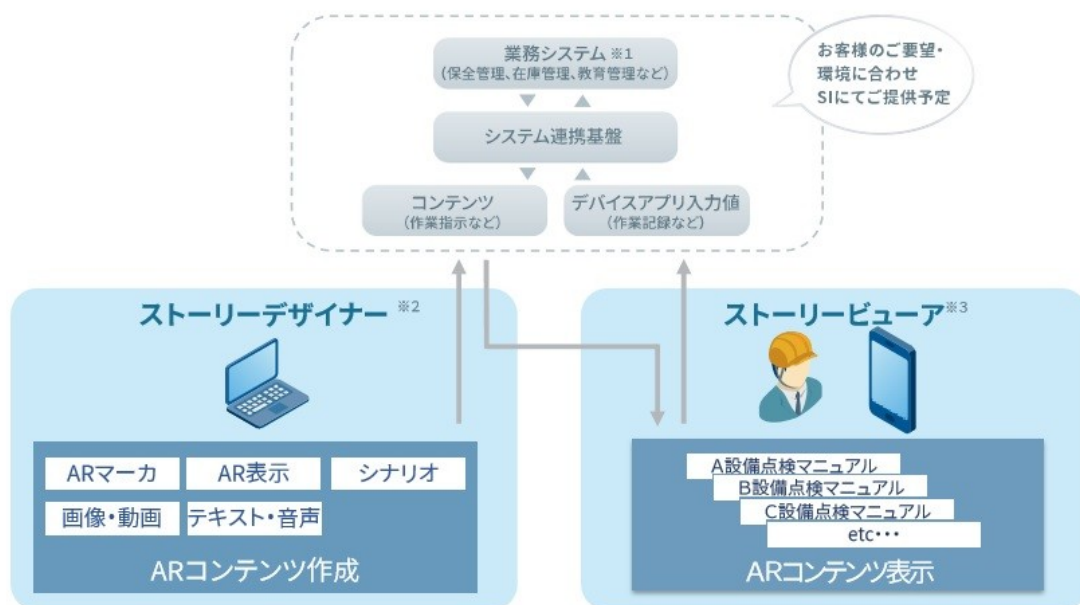 業務システム ※1
(保全管理、在庫管理、教育管理など)
お客様のご要望・
環境に合わせ
SIにてご提供予定
システム連携基盤
コンテンツ
(作業指示など)
デバイスアプリ入力値
(作業記録など)
ストーリーデザイナー ※2
ARマーカ
AR表示
シナリオ
画像・動画
テキスト・音声
ARコンテンツ作成
ストーリービューア※3
A設備点検マニュアル
B設備点検マニュアル
C設備点検マニュアル
etc・・・
ARコンテンツ表示